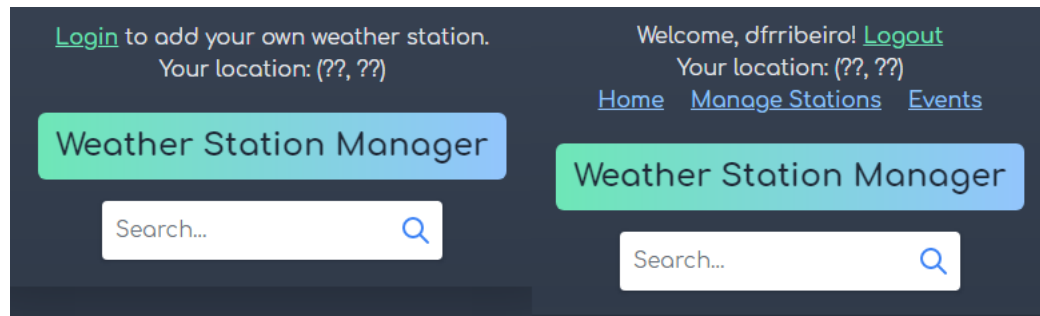 Login to add your own weather station.
Your location: (??, ??)
Weather Station Manager
Search...
Welcome, dfrribeiro! Logout
Your location: (??, ??)
Home Manage Stations Events
Weather Station Manager
Search...